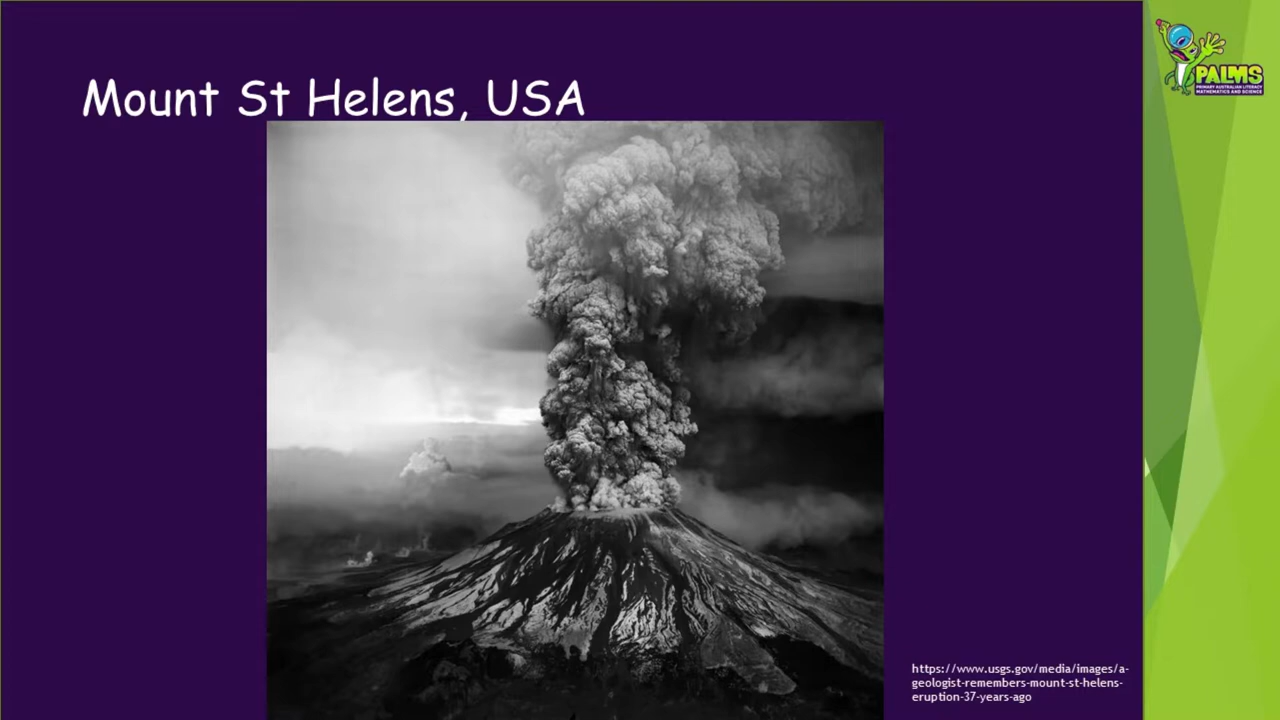 Mount St Helens, USA
PALMS
PRIMARY AUSTRALIAN LITERACY
MATHEMATICS AND SCIENCE
https://www.usgs.gov/media/images/a-
geologist-remembers-mount-st-helens-
eruption-37-years-ago